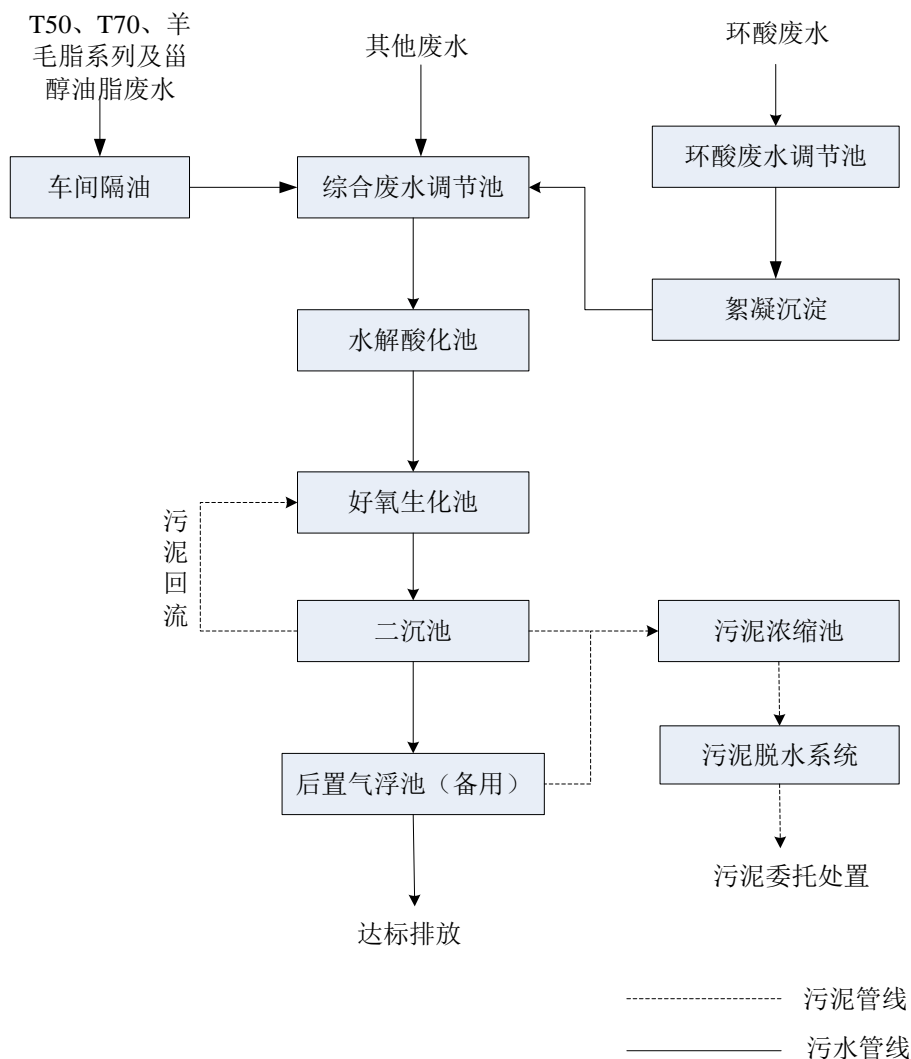 T50、T70、羊
毛脂系列及甾
醇油脂废水
其他废水
环酸废水
车间隔油
综合废水调节池
环酸废水调节池
絮凝沉淀
水解酸化池
好氧生化池
污
泥
回
流
二沉池
污泥浓缩池
后置气浮池（备用）
污泥脱水系统
污泥委托处置
达标排放
污泥管线
污水管线